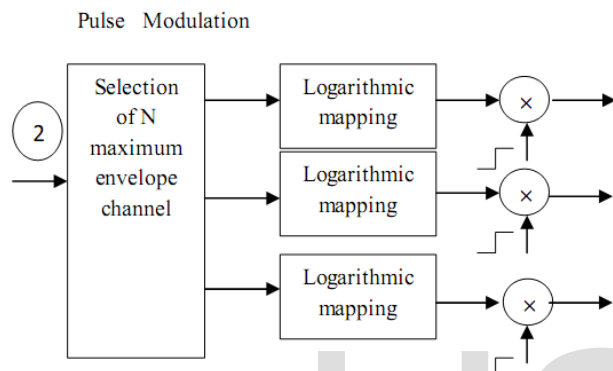 Pulse Modulation
2
Selection
of N
maximum
envelope
channel
Logarithmic
mapping
×
Logarithmic
mapping
×
Logarithmic
mapping
×